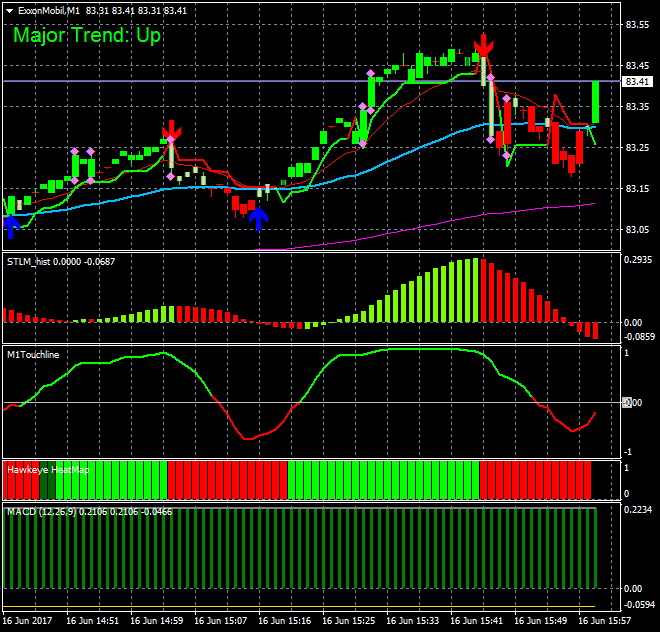 ExxonMobil,M1 83.31 83.41 83.31 83.41
Major Trend: Up
83.55
83.45
83.41
83.35
83.25
83.15
83.05
STLM_hist 0.0000 -0.0687
0.2935
0.00
-0.0859
M1Touchline
1
0.00
-1
Hawkeye HeatMap
1
0
MACD (12,26,9) 0.2106 0.2106 -0.0466
0.2234
0.00
-0.0594
16 Jun 2017 16 Jun 14:51 16 Jun 14:59 16 Jun 15:07 16 Jun 15:16 16 Jun 15:25 16 Jun 15:33 16 Jun 15:41 16 Jun 15:49 16 Jun 15:57